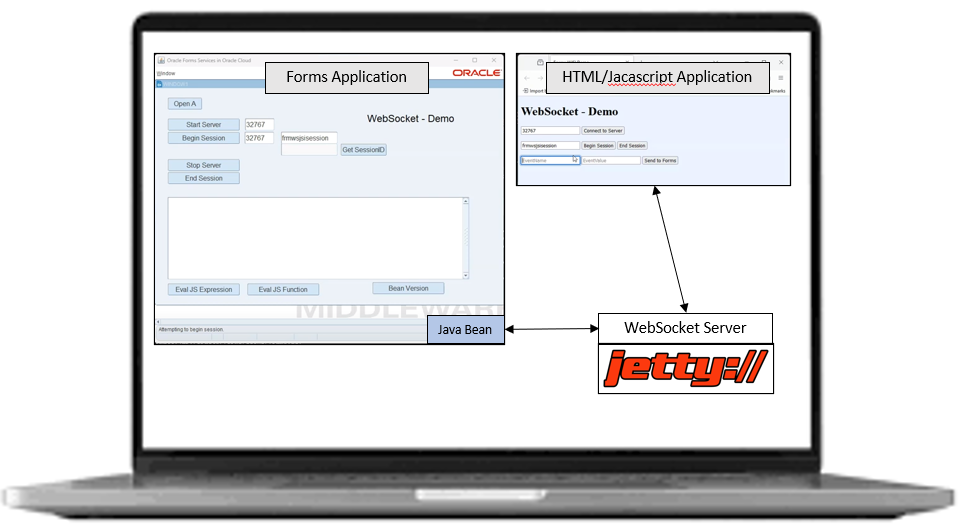 Oracle Forms Services in Oracle Cloud
Window
Forms Application
ORACLE
Open A
WebSocket - Demo
Start Server 32767
Begin Session 32767 frmwsjsisession
Get SessionID
Stop Server
End Session
Eval JS Expression Eval JS Function Bean Version
MIDDLEWARE
Attempting to begin session.
Java Bean
HTML/Jacascript Application
WebSocket - Demo
32767 Connect to Server
frmwsjsisession Begin Session End Session
EventName EventValue Send to Forms
WebSocket Server
jetty://